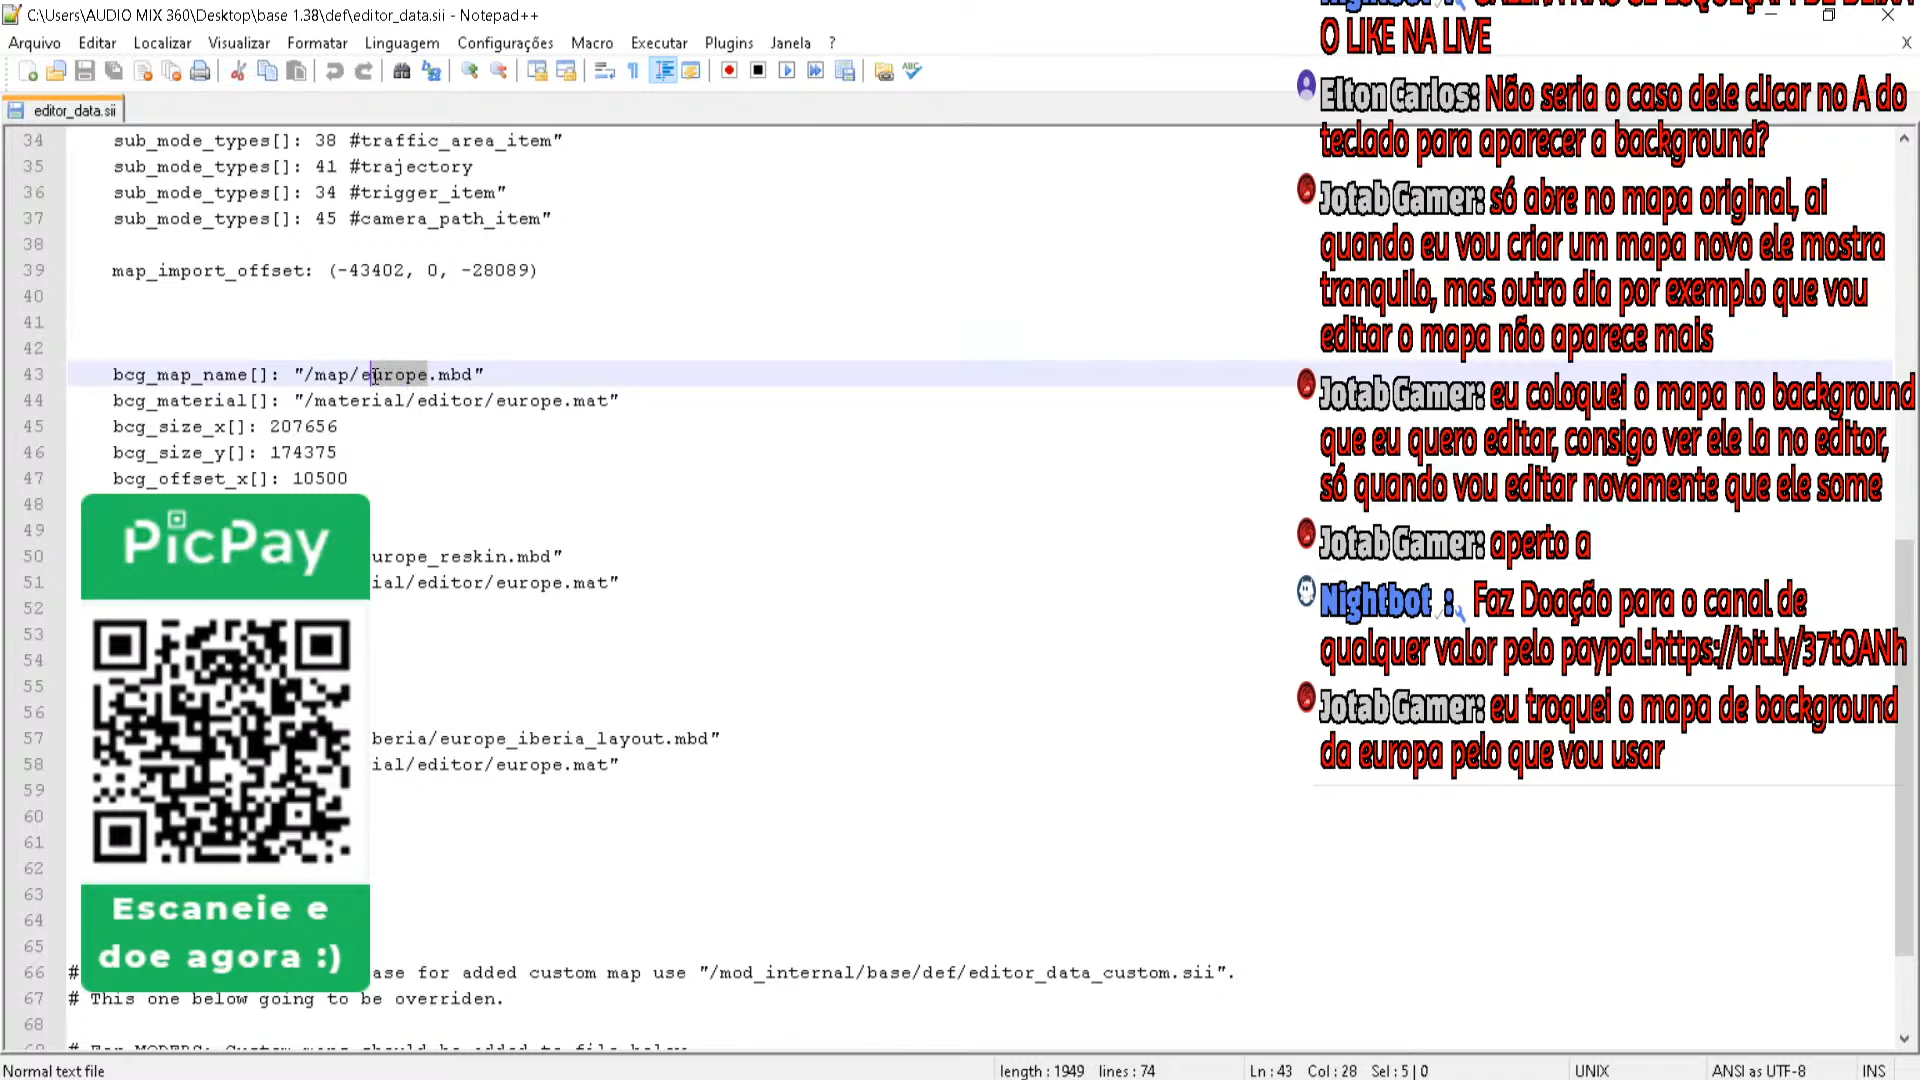 C:\Users\AUDIO MIX 360\Desktop\base 1.38\def\editor_data.sii - Notepad++
Arquivo Editar Localizar Visualizar Formatar Linguagem Configurações Macro Executar Plugins Janela ?
editor_data.sii
34 sub_mode_types[]: 38 #traffic_area_item"
35 sub_mode_types[]: 41 #trajectory
36 sub_mode_types[]: 34 #trigger_item"
37 sub_mode_types[]: 45 #camera_path_item"
38
39 map_import_offset: (-43402, 0, -28089)
40
41
42
43 bcg_map_name[]: "/map/europe.mbd"
44 bcg_material[]: "/material/editor/europe.mat"
45 bcg_size_x[]: 207656
46 bcg_size_y[]: 174375
47 bcg_offset_x[]: 10500
48
49
50 urope_reskin.mbd"
51 ial/editor/europe.mat"
52
53
54
55
56
57 beria/europe_iberia_layout.mbd"
58 ial/editor/europe.mat"
59
60
61
62
63
64
65
66 # ase for added custom map use "/mod_internal/base/def/editor_data_custom.sii".
67 # This one below going to be overriden.
68
PicPay
Escaneie e
doe agora :)
O LIKE NA LIVE
Elton Carlos: Não seria o caso dele clicar no A do
teclado para aparecer a background?
Jotab Gamer: só abre no mapa original, ai
quando eu vou criar um mapa novo ele mostra
tranquilo, mas outro dia por exemplo que vou
editar o mapa não aparece mais
Jotab Gamer: eu coloquei o mapa no background
que eu quero editar, consigo ver ele la no editor,
só quando vou editar novamente que ele some
Jotab Gamer: aperto a
Nightbot : Faz Doação para o canal de
qualquer valor pelo paypal:https://bit.ly/37tOANh
Jotab Gamer: eu troquei o mapa de background
da europa pelo que vou usar
Normal text file length : 1949 lines : 74 Ln : 43 Col : 28 Sel : 5 | 0 UNIX ANSI as UTF-8 INS